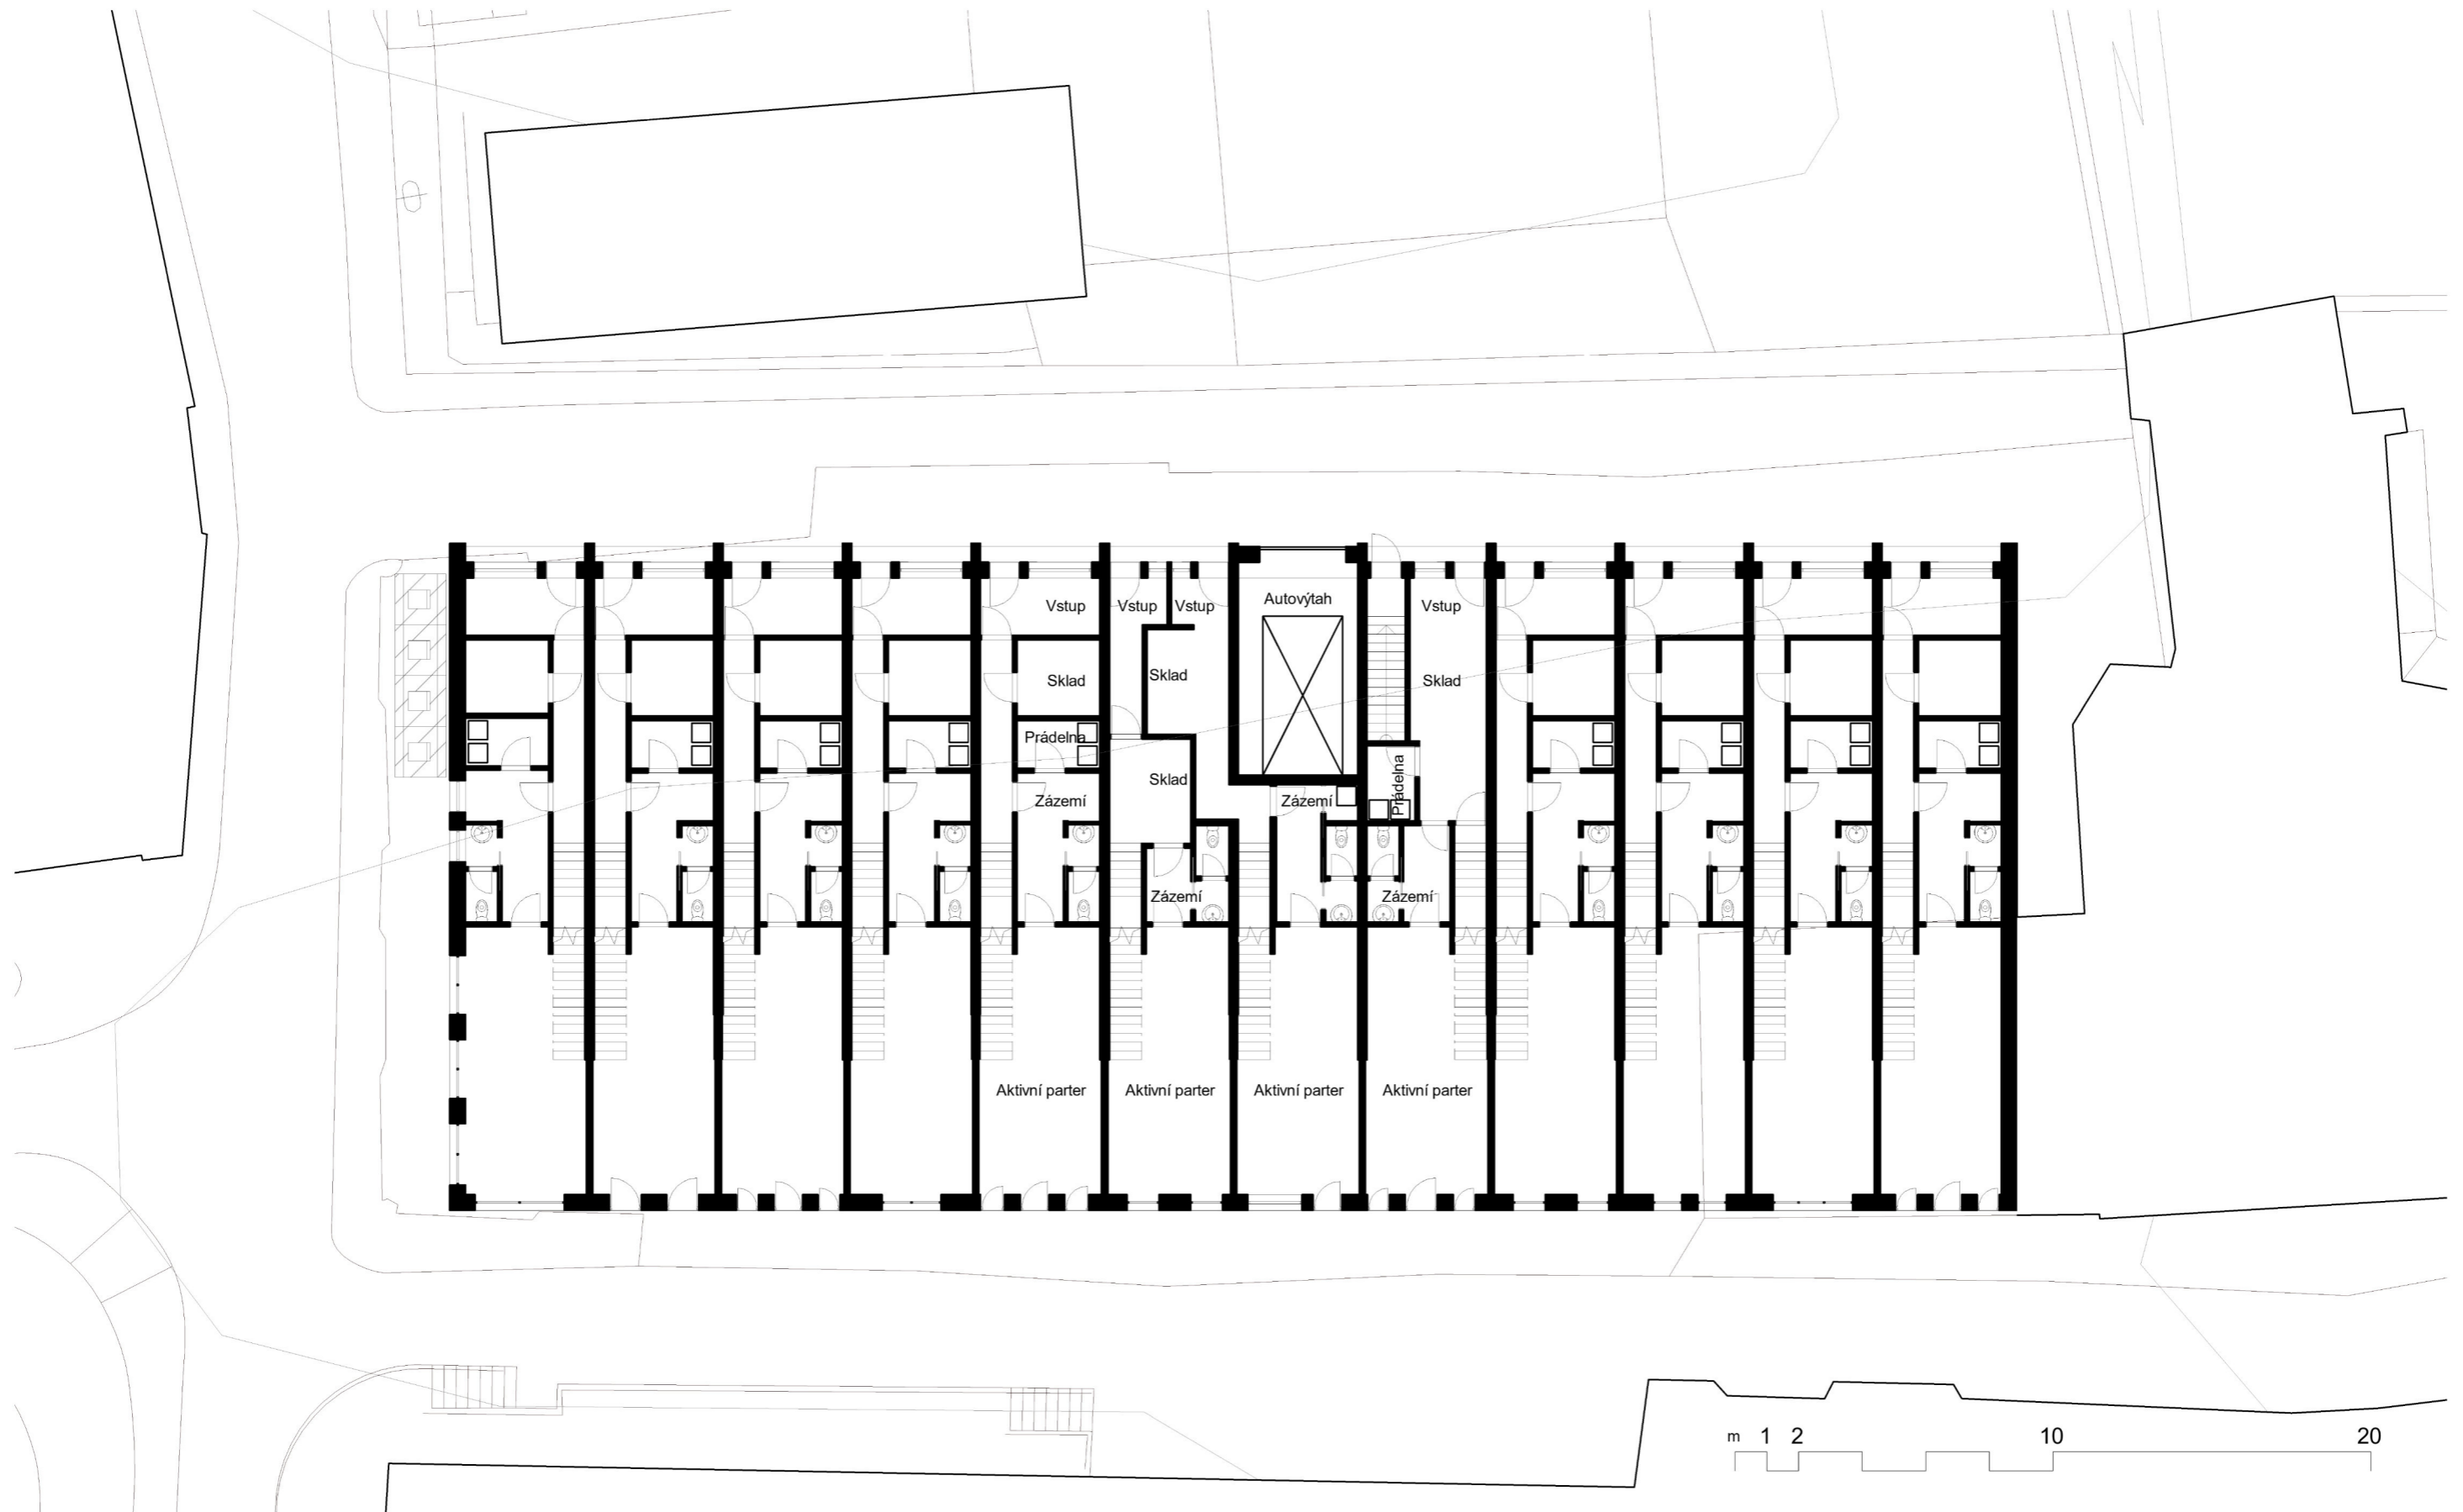 Autovýtah
Vstup
Vstup
Vstup
Vstup
Sklad
Sklad
Sklad
Prádelna
Sklad
Prádelna
Zázemí
Zázemí
Zázemí
Zázemí
Aktivní parter
Aktivní parter
Aktivní parter
Aktivní parter
m 1 2 10 20